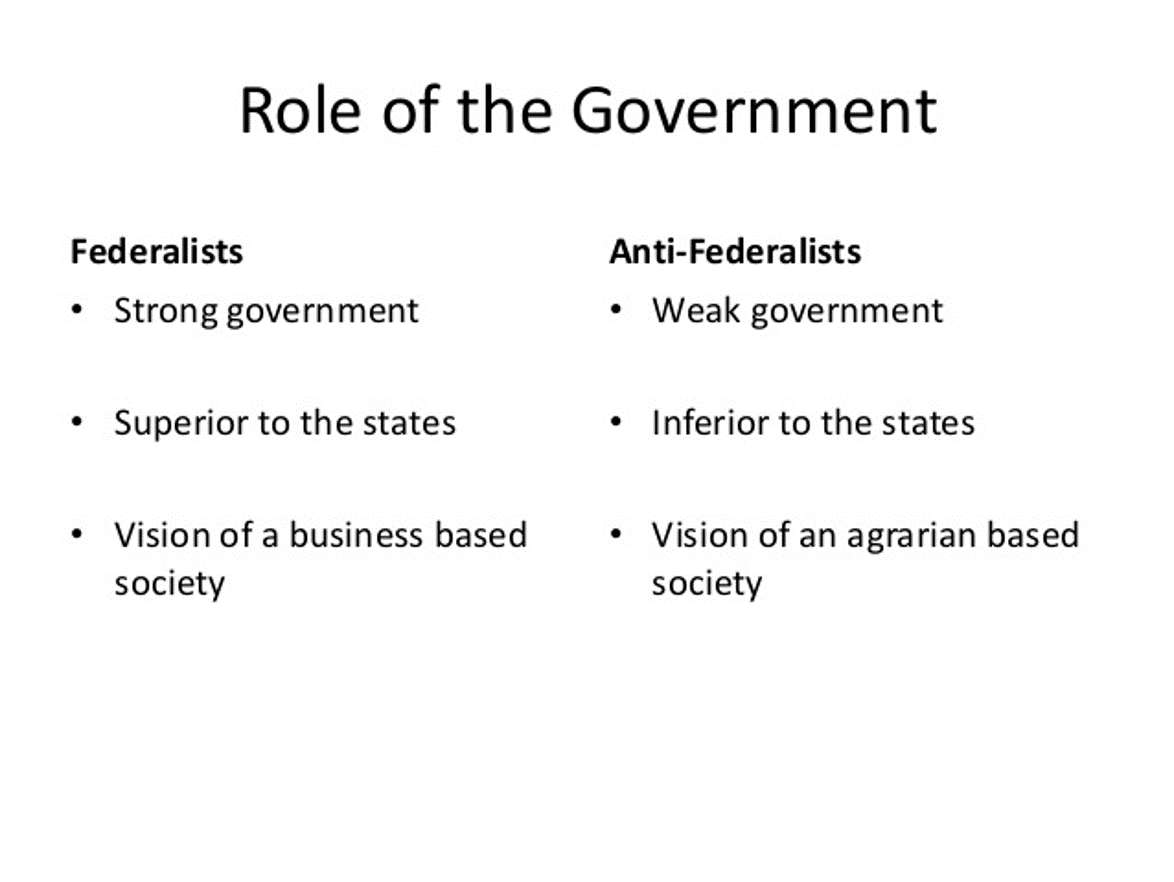 Role of the Government
Federalists
• Strong government
• Superior to the states
• Vision of a business based
society
Anti-Federalists
• Weak government
• Inferior to the states
• Vision of an agrarian based
society